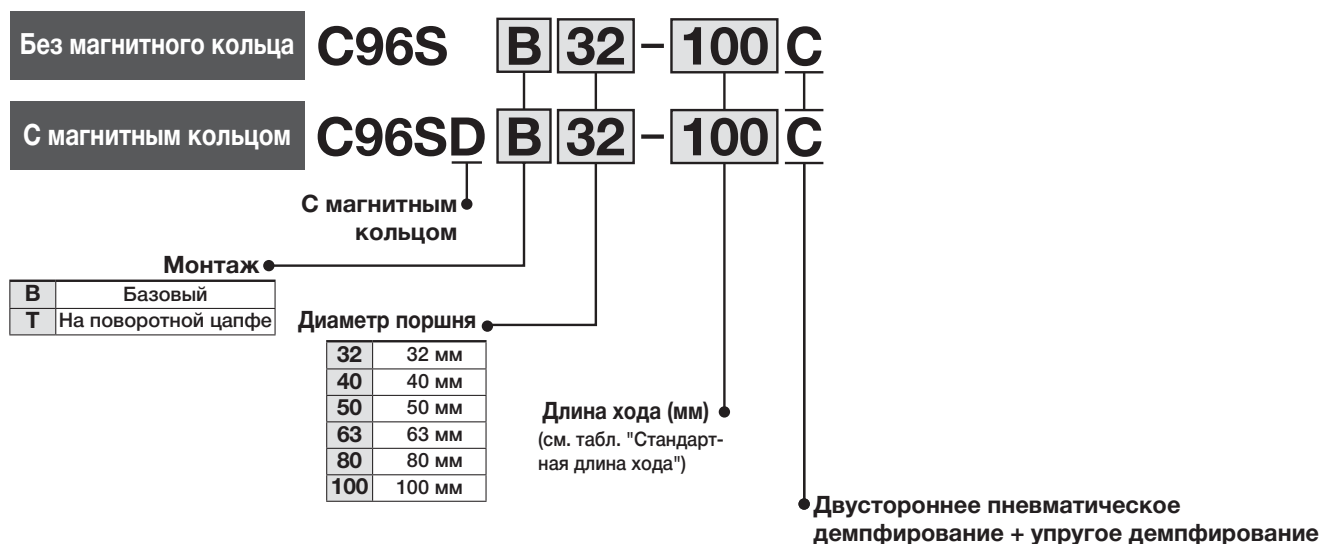 Без магнитного кольца C96S B 32 – 100 C
С магнитным кольцом C96SD B 32 – 100 C
С магнитным
кольцом
Монтаж
B Базовый
T На поворотной цапфе
Диаметр поршня
32 32 мм
40 40 мм
50 50 мм
63 63 мм
80 80 мм
100 100 мм
Длина хода (мм)
(см. табл. "Стандарт-
ная длина хода")
Двустороннее пневматическое
демпфирование + упругое демпфирование